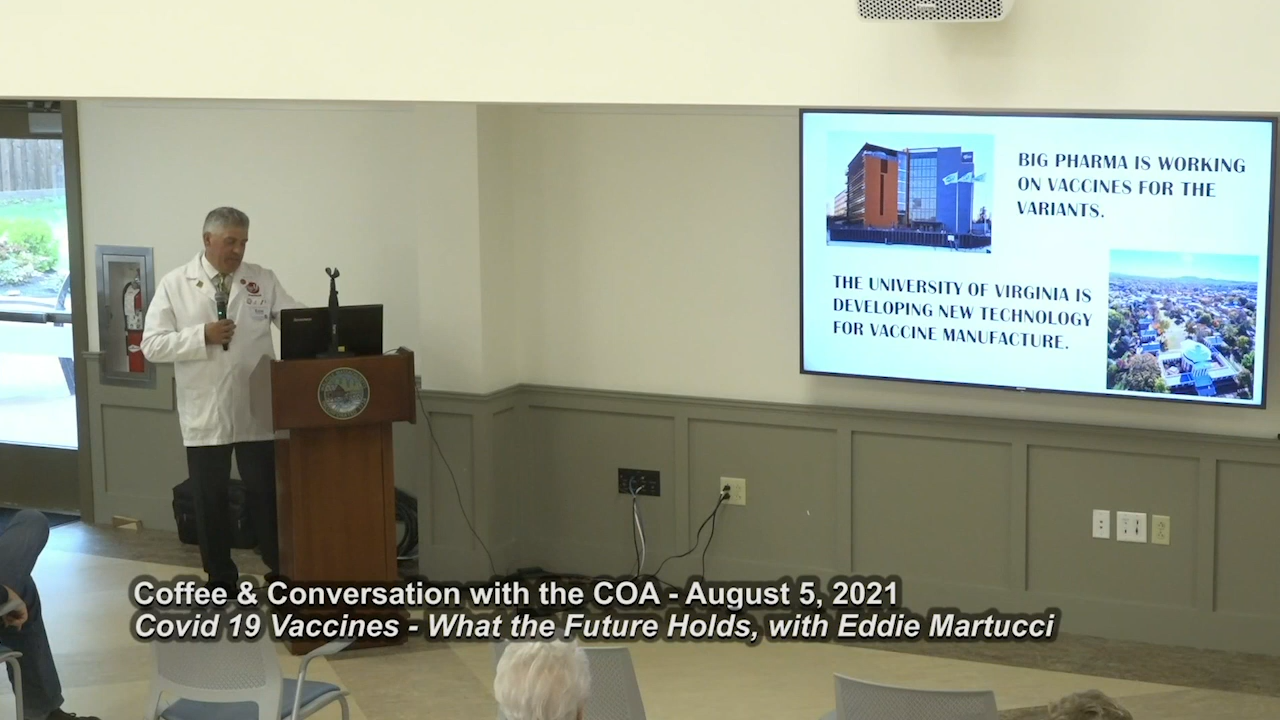 BIG PHARMA IS WORKING
ON VACCINES FOR THE
VARIANTS.
THE UNIVERSITY OF VIRGINIA IS
DEVELOPING NEW TECHNOLOGY
FOR VACCINE MANUFACTURE.
Coffee & Conversation with the COA - August 5, 2021
Covid 19 Vaccines - What the Future Holds, with Eddie Martucci